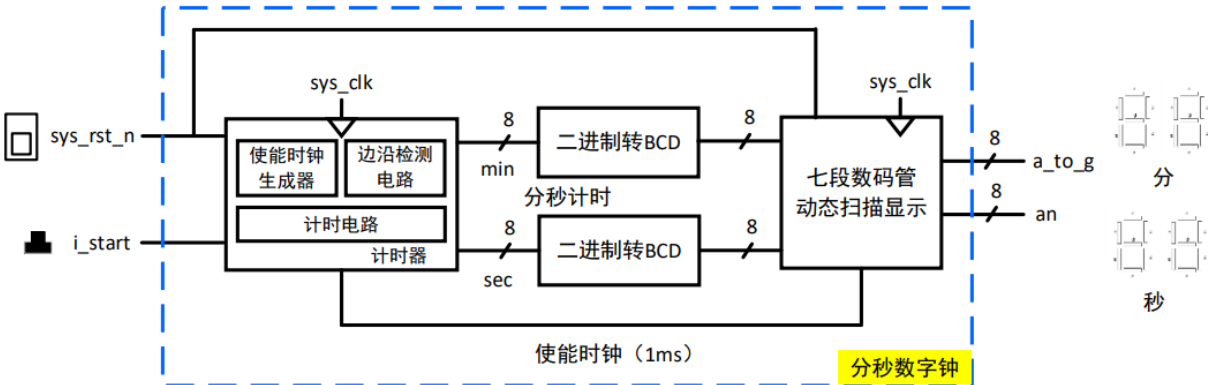 sys_clk
sys_clk
sys_rst_n
使能时钟
生成器
边沿检测
电路
计时电路
计时器
i_start
8
min
二进制转BCD
8
分秒计时
8
sec
二进制转BCD
8
七段数码管
动态扫描显示
8
a_to_g
8
an
分
秒
使能时钟（1ms）
分秒数字钟